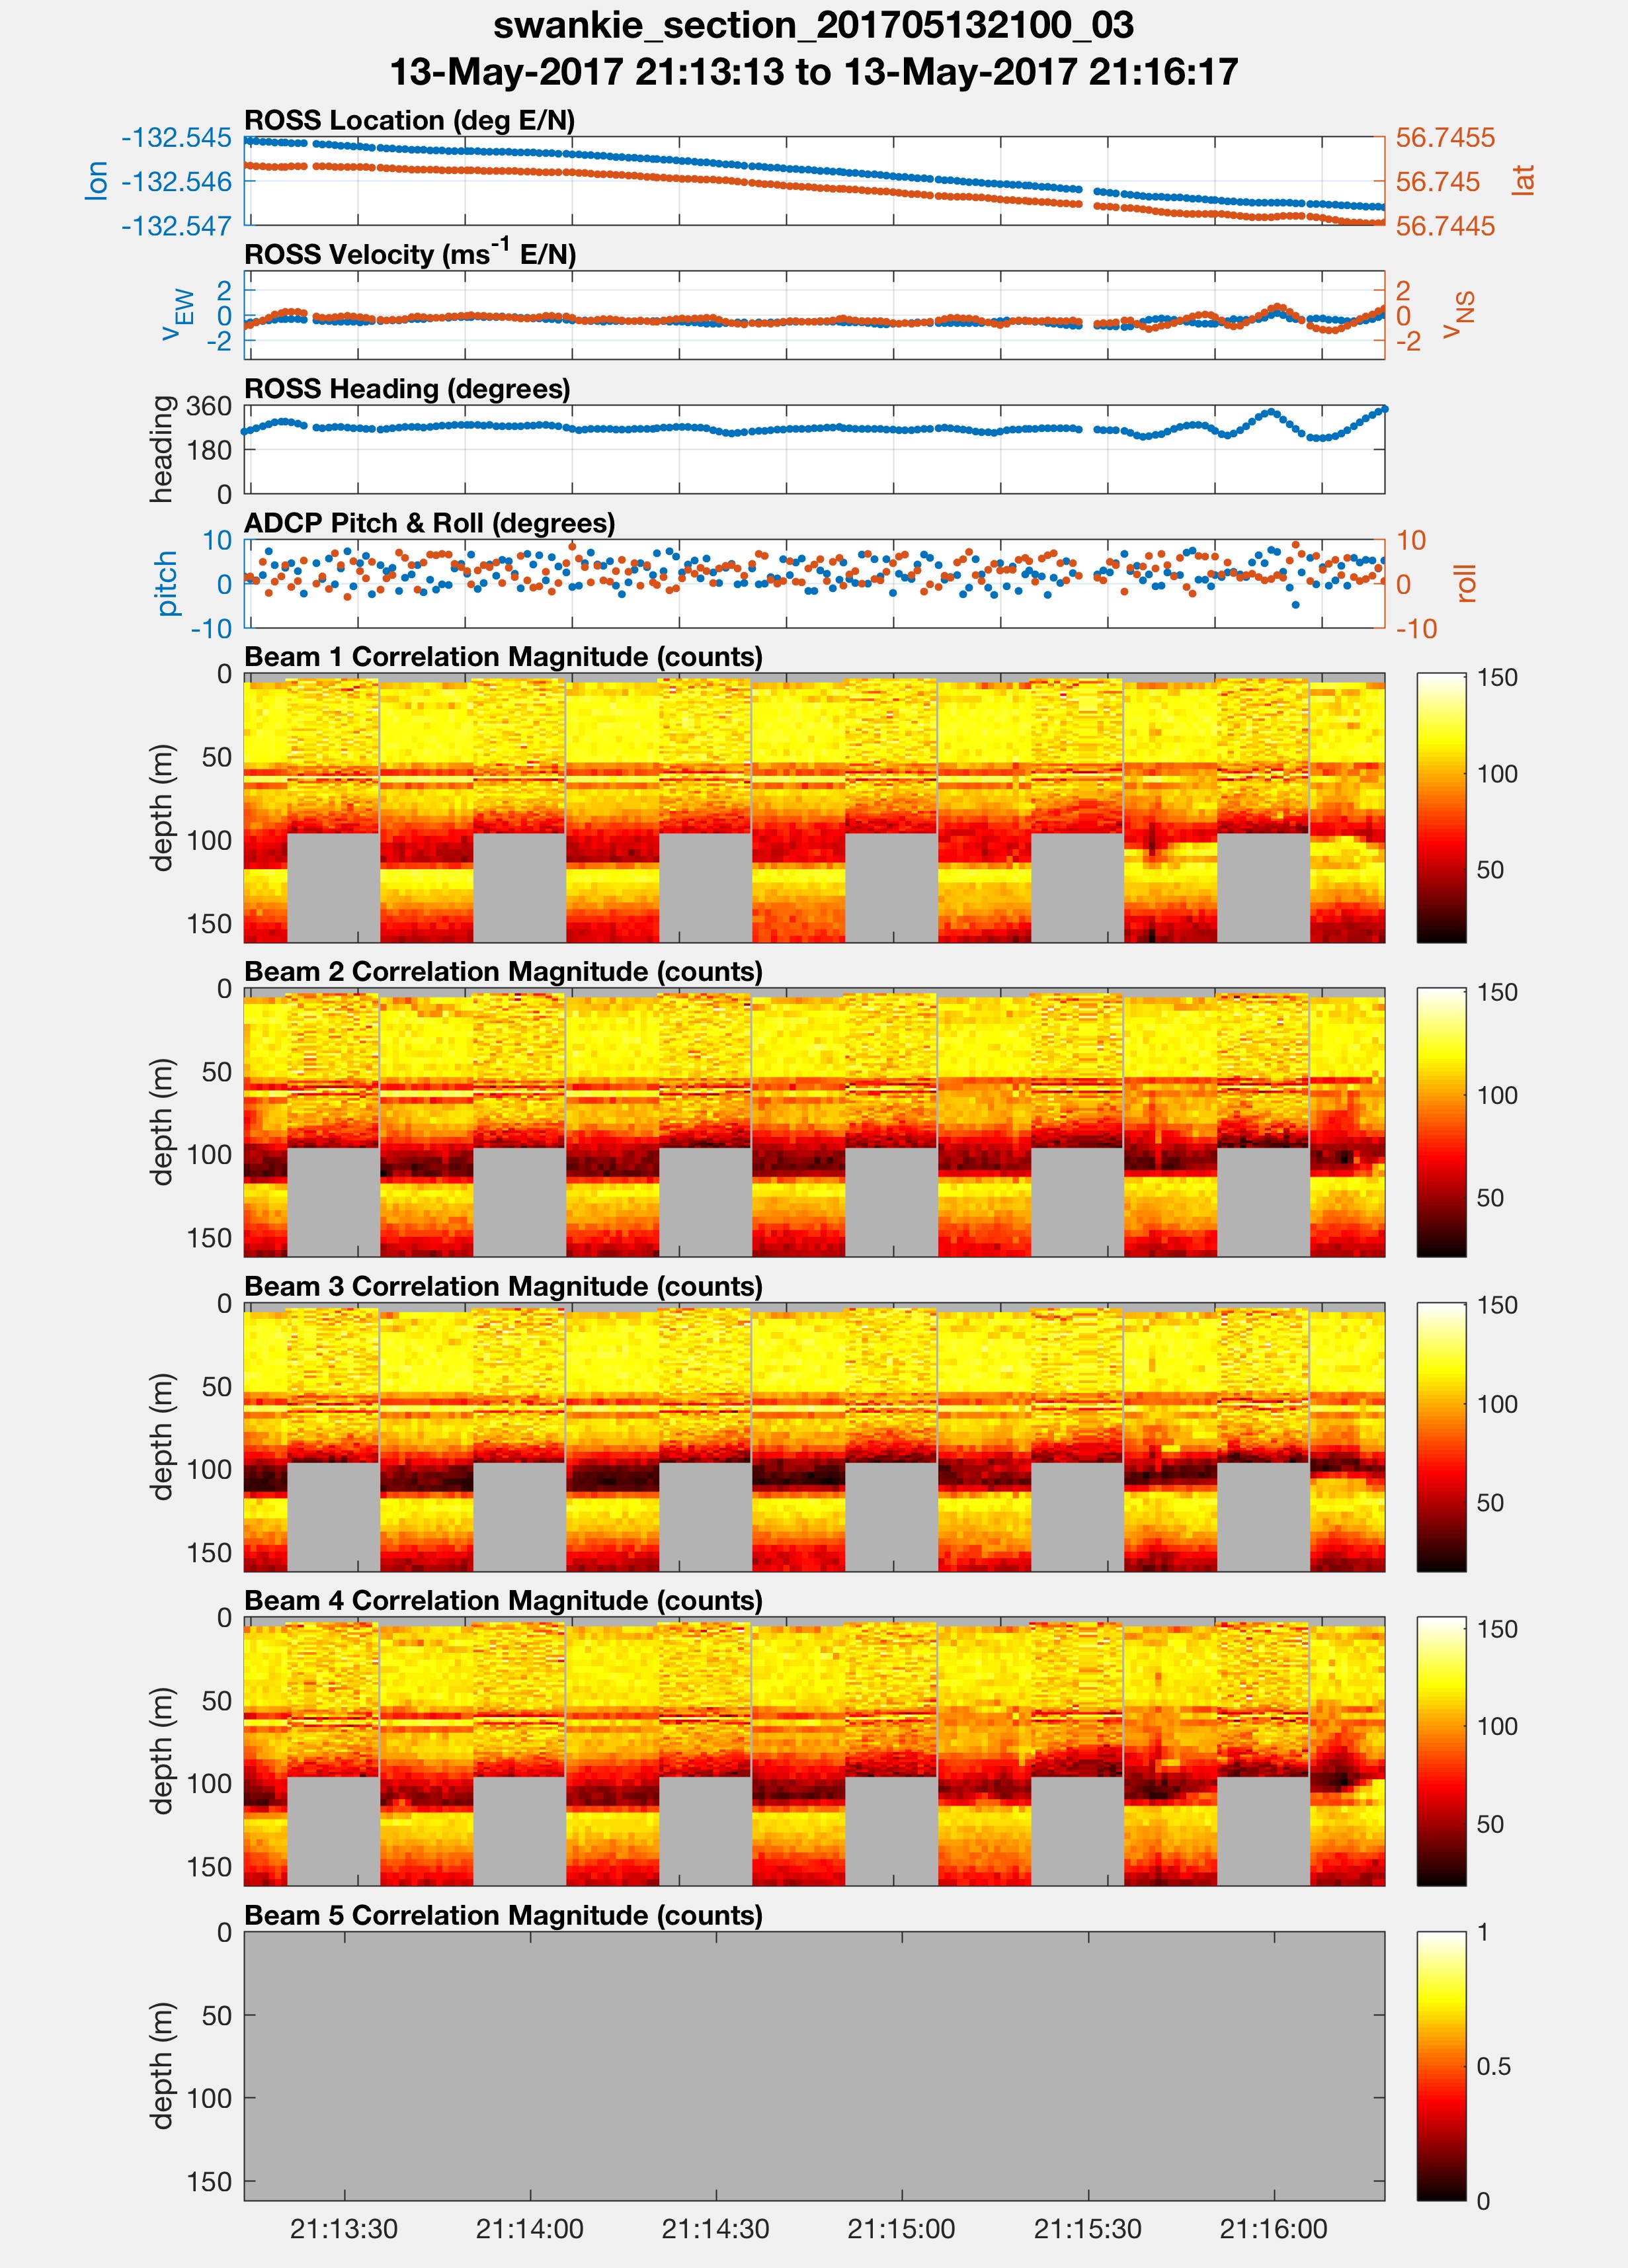 swankie_section_201705132100_03
13-May-2017 21:13:13 to 13-May-2017 21:16:17
ROSS Location (deg E/N)
-132.545
-132.546
-132.547
lon
56.7455
56.745
56.7445
lat
ROSS Velocity (ms-1 E/N)
2
0
-2
vEW
2
0
-2
vNS
ROSS Heading (degrees)
360
180
0
heading
ADCP Pitch & Roll (degrees)
10
0
-10
pitch
10
0
-10
roll
Beam 1 Correlation Magnitude (counts)
0
50
100
150
depth (m)
150
100
50
Beam 2 Correlation Magnitude (counts)
0
50
100
150
depth (m)
150
100
50
Beam 3 Correlation Magnitude (counts)
0
50
100
150
depth (m)
150
100
50
Beam 4 Correlation Magnitude (counts)
0
50
100
150
depth (m)
150
100
50
Beam 5 Correlation Magnitude (counts)
0
50
100
150
depth (m)
1
0.5
0
21:13:30 21:14:00 21:14:30 21:15:00 21:15:30 21:16:00